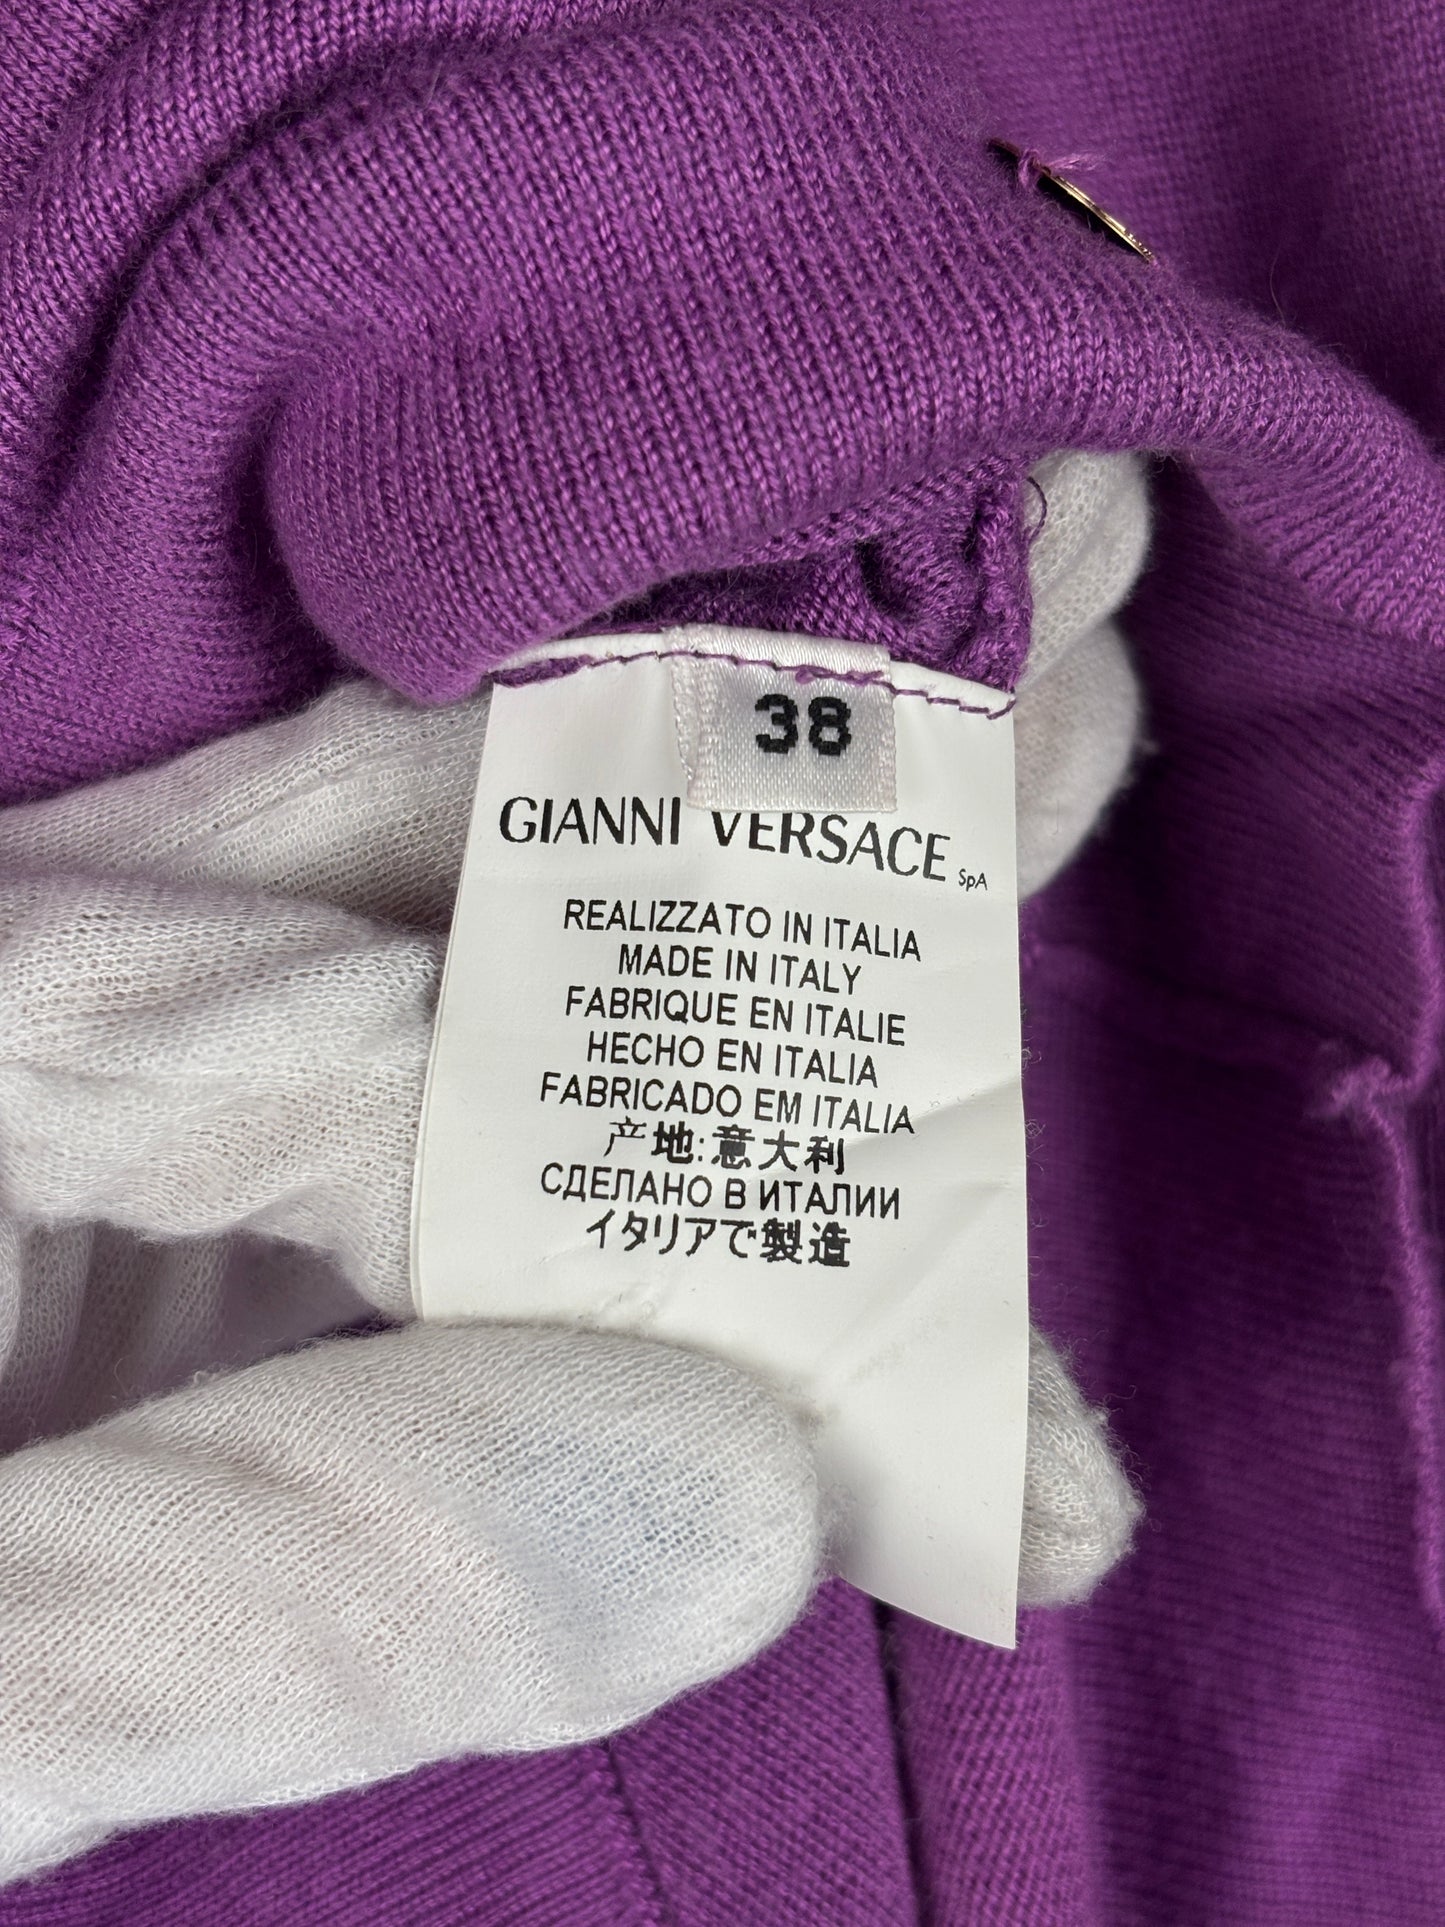 38
GIANNI VERSACE SpA
REALIZZATO IN ITALIA
MADE IN ITALY
FABRIQUE EN ITALIE
HECHO EN ITALIA
FABRICADO EM ITALIA
产地:意大利
СДЕЛАНО В ИТАЛИИ
イタリアで製造